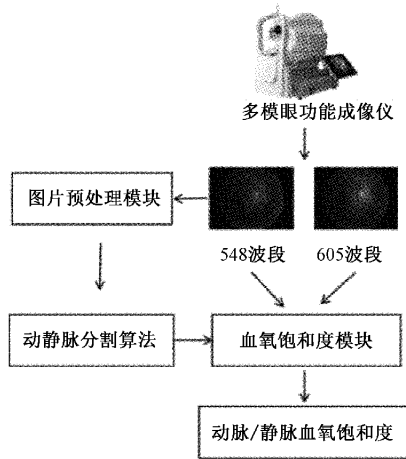 多模眼功能成像仪
图片预处理模块
548波段 605波段
动静脉分割算法 血氧饱和度模块
动脉/静脉血氧饱和度